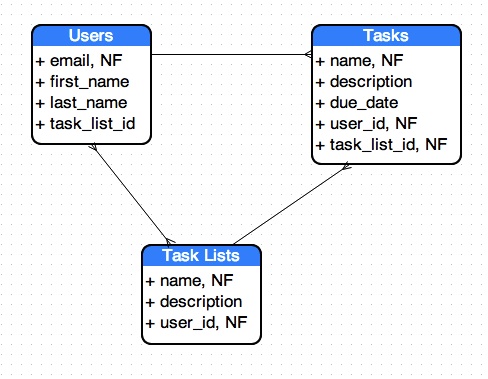 Users
+ email, NF
+ first_name
+ last_name
+ task_list_id
Tasks
+ name, NF
+ description
+ due_date
+ user_id, NF
+ task_list_id, NF
Task Lists
+ name, NF
+ description
+ user_id, NF